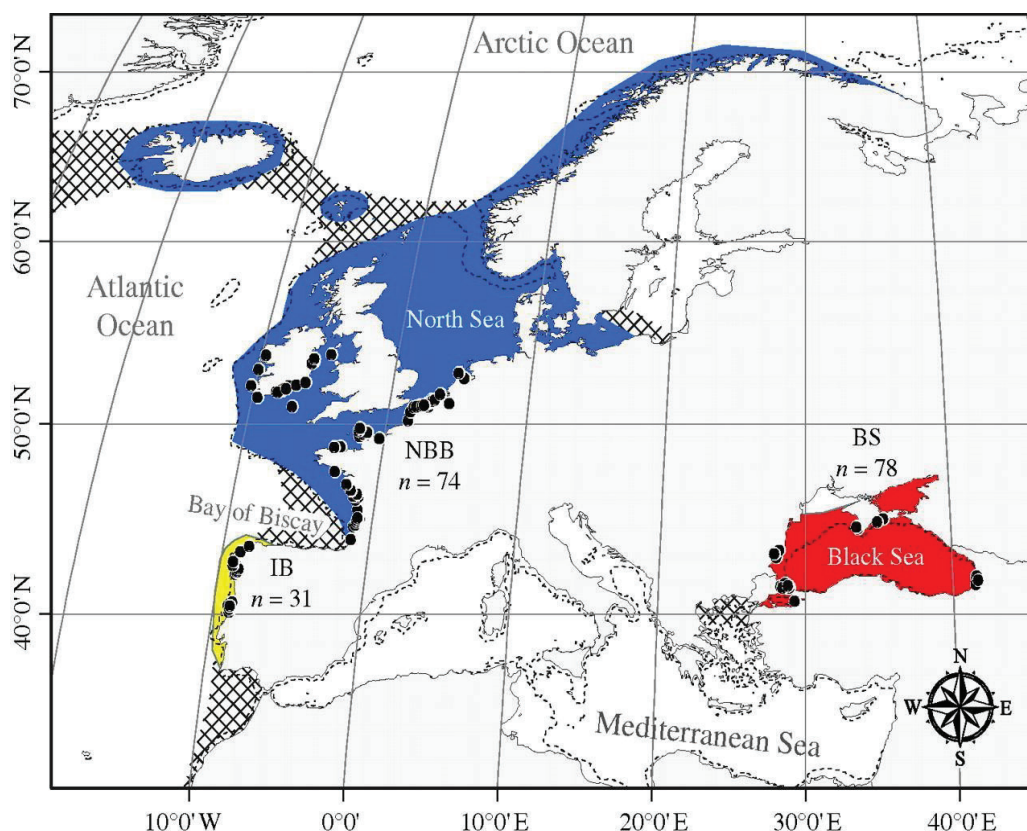 Arctic Ocean
70°0'N
60°0'N
Atlantic
Ocean
North Sea
50°0'N
NBB
n = 74
BS
n = 78
Bay of Biscay
Black Sea
IB
n = 31
40°0'N
N
W E
S
Mediterranean Sea
10°0'W 0°0' 10°0'E 20°0'E 30°0'E 40°0'E